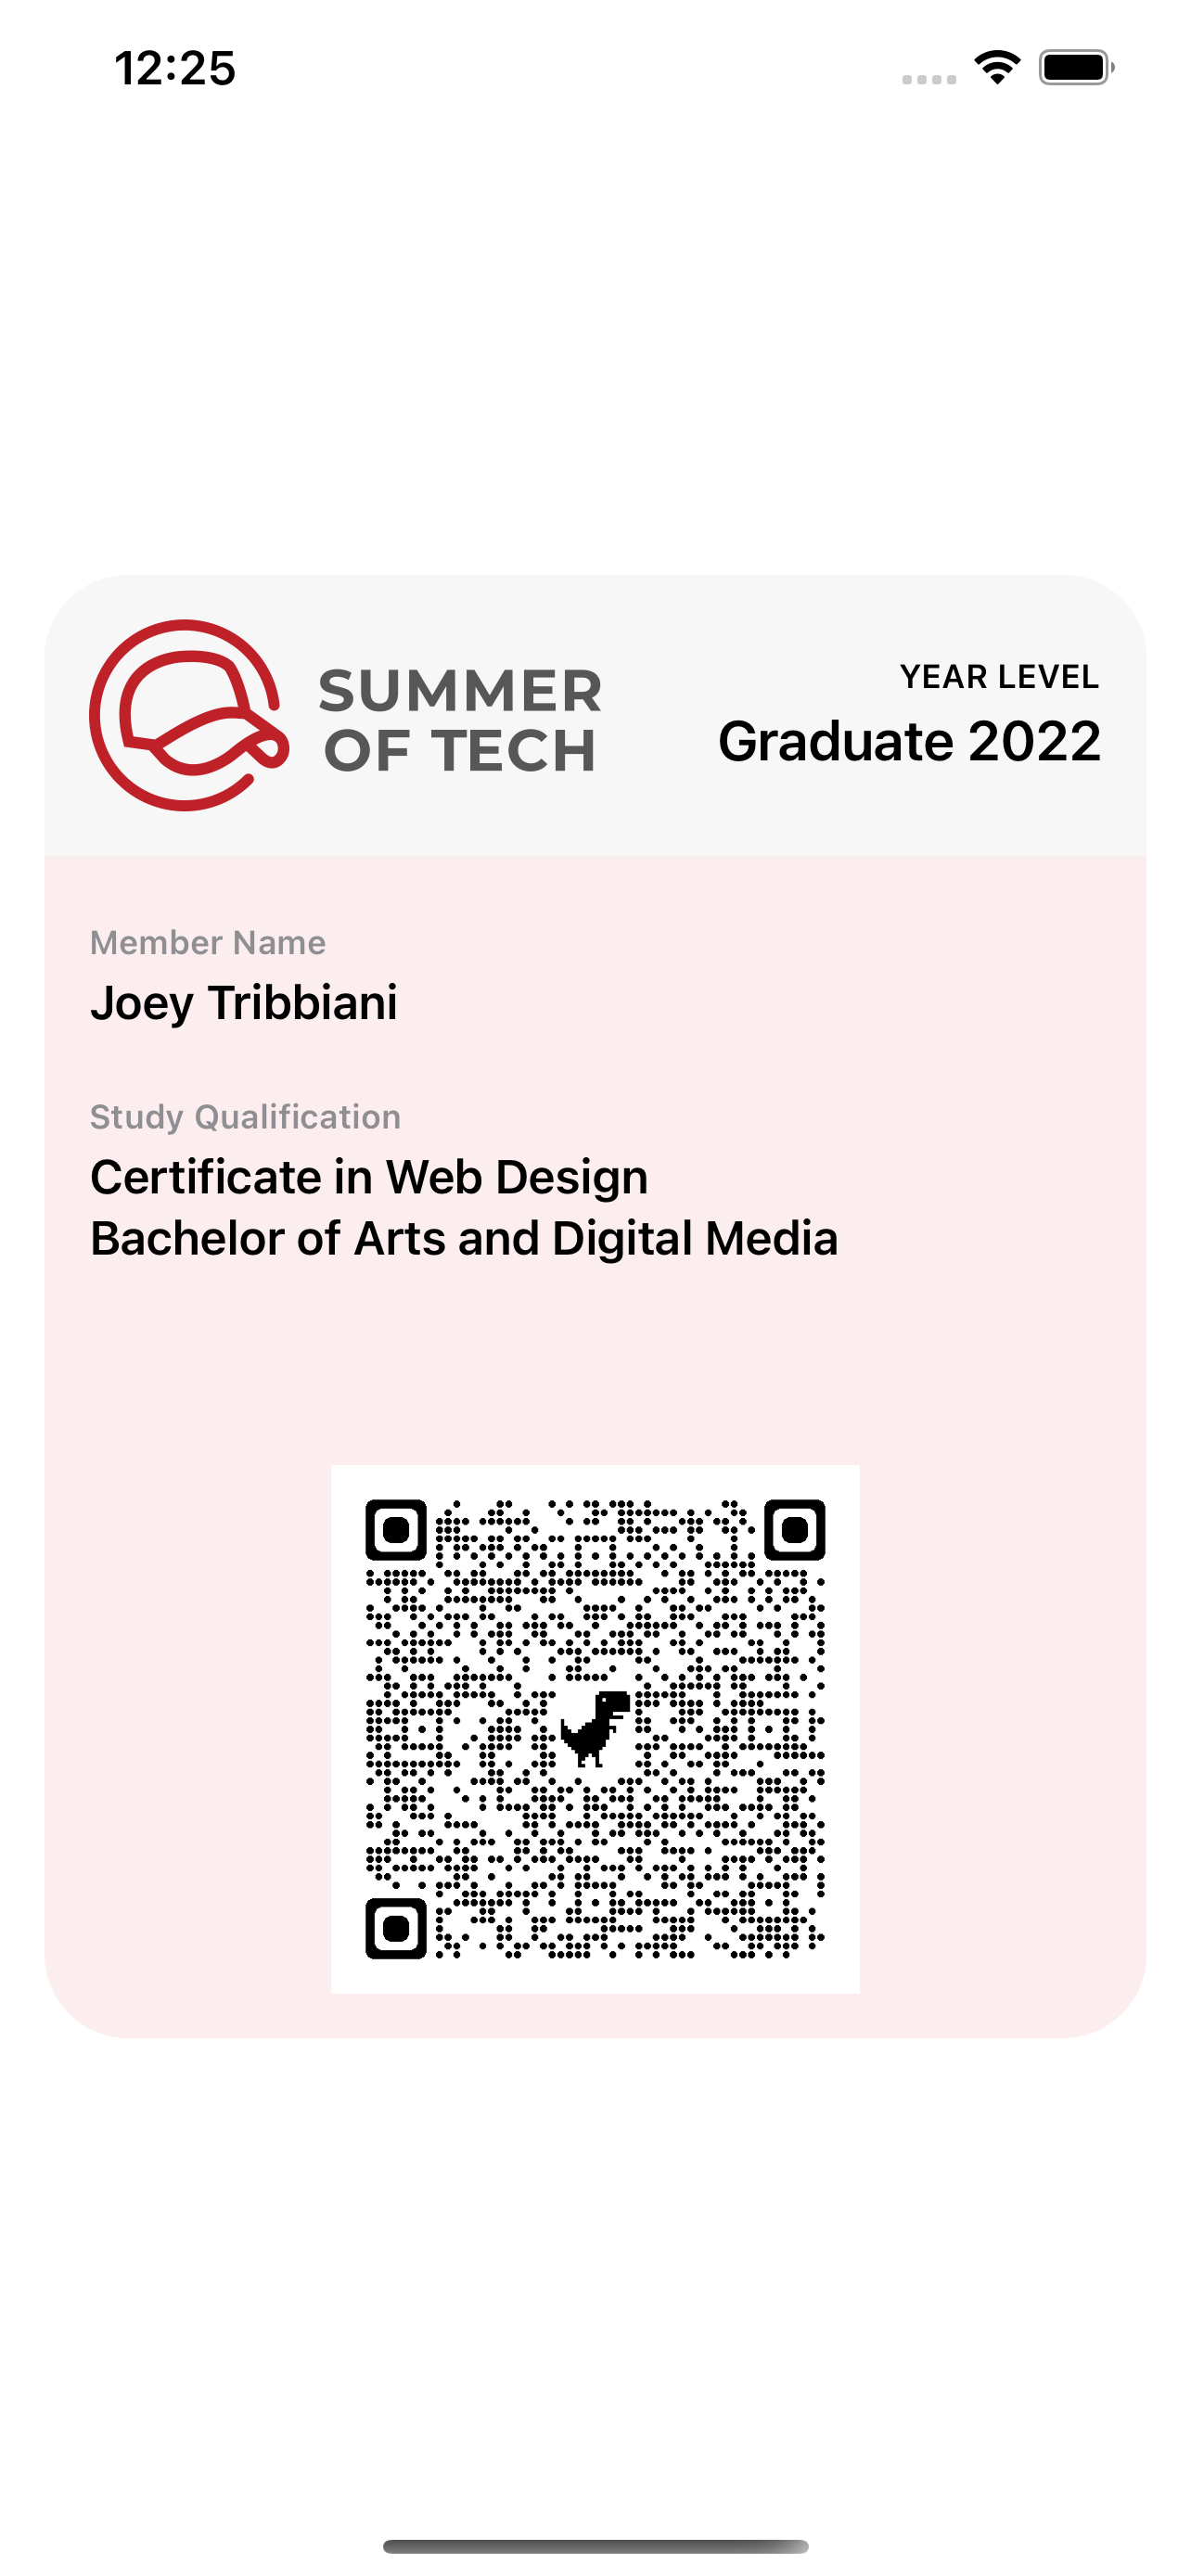 12:25
SUMMER
OF TECH
YEAR LEVEL
Graduate 2022
Member Name
Joey Tribbiani
Study Qualification
Certificate in Web Design
Bachelor of Arts and Digital Media